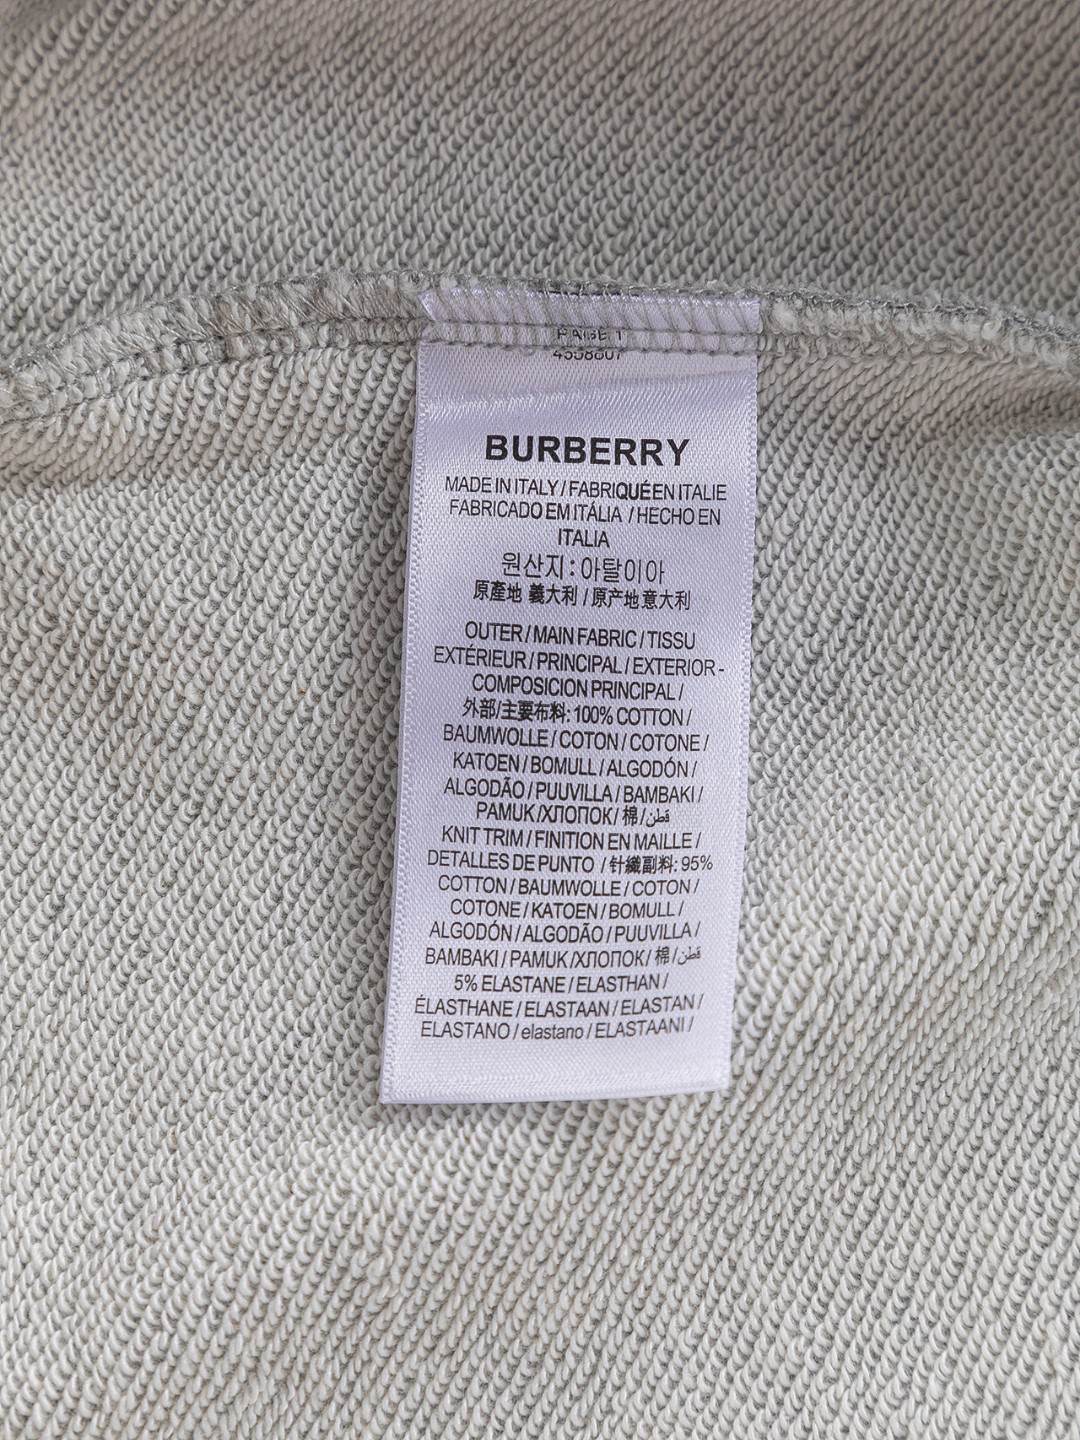 PAGE 1
4558607
BURBERRY
MADE IN ITALY / FABRIQUÉ EN ITALIE
FABRICADO EM ITÁLIA / HECHO EN
ITALIA
원산지 : 아탈이아
原產地 義大利 / 原产地 意大利
OUTER / MAIN FABRIC / TISSU
EXTÉRIEUR / PRINCIPAL / EXTERIOR -
COMPOSICION PRINCIPAL /
外部/主要布料: 100% COTTON /
BAUMWOLLE / COTON / COTONE /
KATOEN / BOMULL / ALGODÓN /
ALGODÃO / PUUVILLA / BAMBAKI /
PAMUK /ХЛОПОК/ 棉/قطن
KNIT TRIM / FINITION EN MAILLE /
DETALLES DE PUNTO / 針織副料: 95%
COTTON / BAUMWOLLE / COTON /
COTONE / KATOEN / BOMULL /
ALGODÓN / ALGODÃO / PUUVILLA /
BAMBAKI / PAMUK /ХЛОПОК/ 棉/قطن
5% ELASTANE / ELASTHAN /
ÉLASTHANE / ELASTAAN / ELASTAN /
ELASTANO / elastano / ELASTAANI /